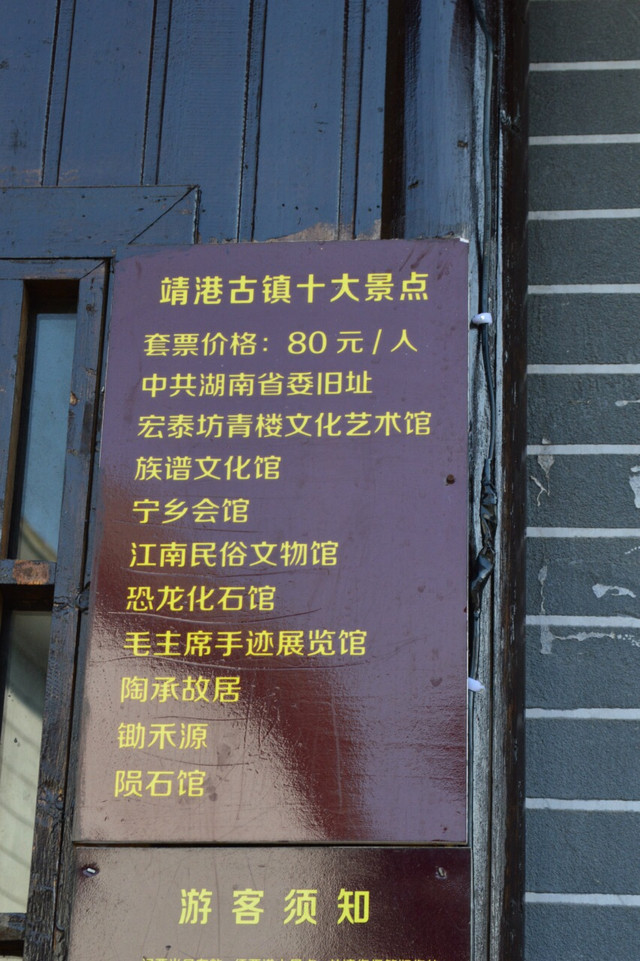 靖港古镇十大景点
套票价格：80元/人
中共湖南省委旧址
宏泰坊青楼文化艺术馆
族谱文化馆
宁乡会馆
江南民俗文物馆
恐龙化石馆
毛主席手迹展览馆
陶承故居
锄禾源
陨石馆
游客须知